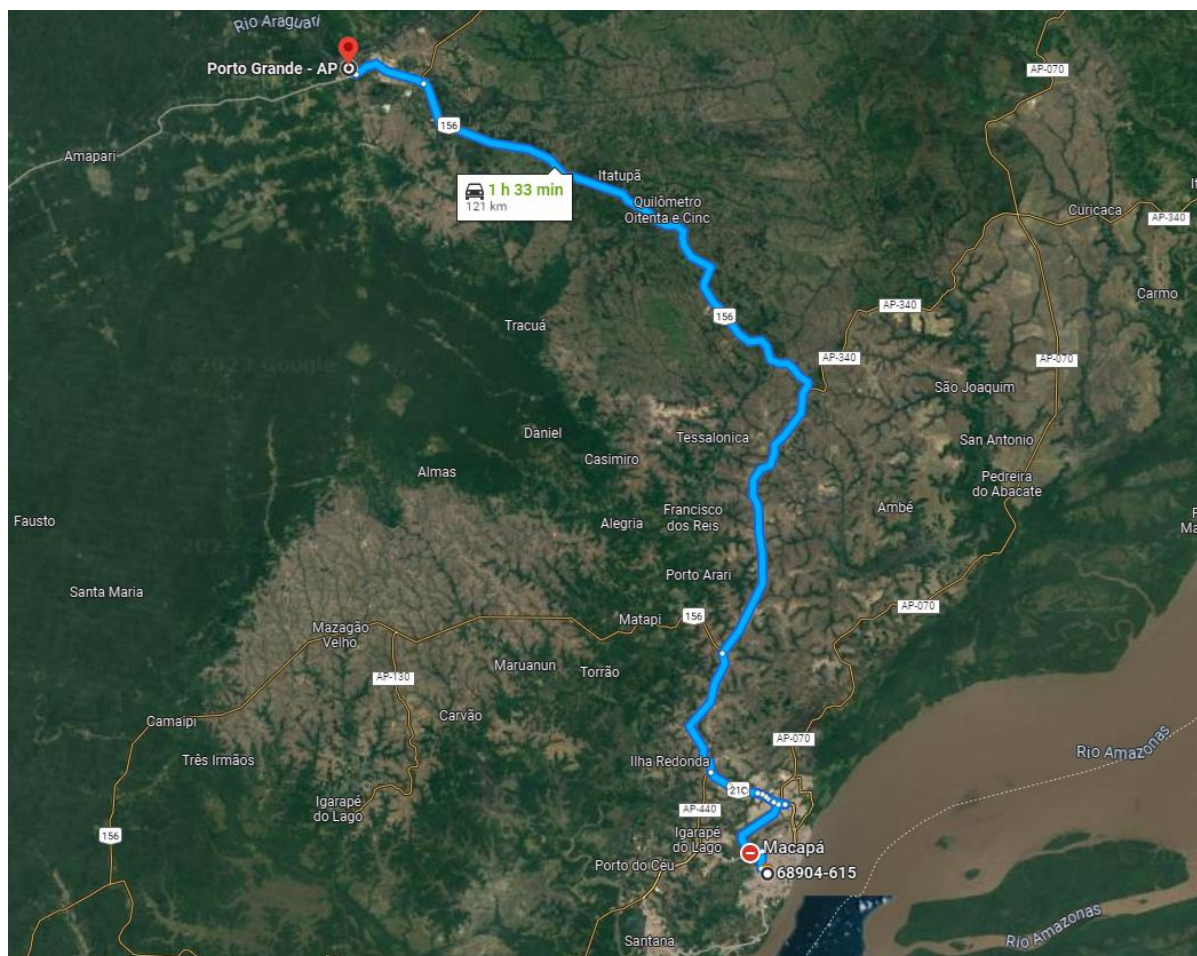 Rio Araguari
Porto Grande - AP
AP-070
156
Amapari
1 h 33 min
121 km
Itatupã
Quilômetro
Oitenta e Cinc
Curicaca
AP-340
Carmo
AP-340
156
Tracuá
AP-340
AP-070
São Joaquim
Daniel
Tessalonica
San Antonio
Casimiro
Almas
Pedreira
do Abacate
Ambé
Fausto
Alegria
Francisco
dos Reis
Santa Maria
Porto Arari
AP-070
156
Matapi
Mazagão
Velho
Maruanun
Torrão
AP-130
Carvão
Camaipi
AP-070
Rio Amazonas
Três Irmãos
Ilha Redonda
21C
Igarapé
do Lago
AP-440
156
Igarapé
do Lago
Macapá
Porto do Céu
68904-615
Rio Amazonas
Santana